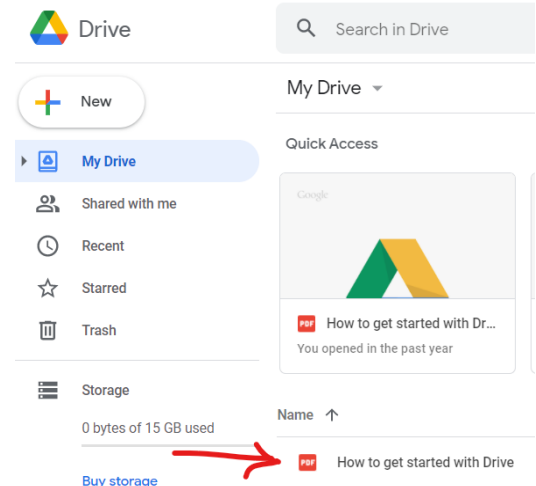 Drive
Search in Drive
New
My Drive
My Drive
Shared with me
Recent
Starred
Trash
Storage
0 bytes of 15 GB used
Buy storage
Quick Access
Google
PDF How to get started with Dr...
You opened in the past year
Name
PDF How to get started with Drive